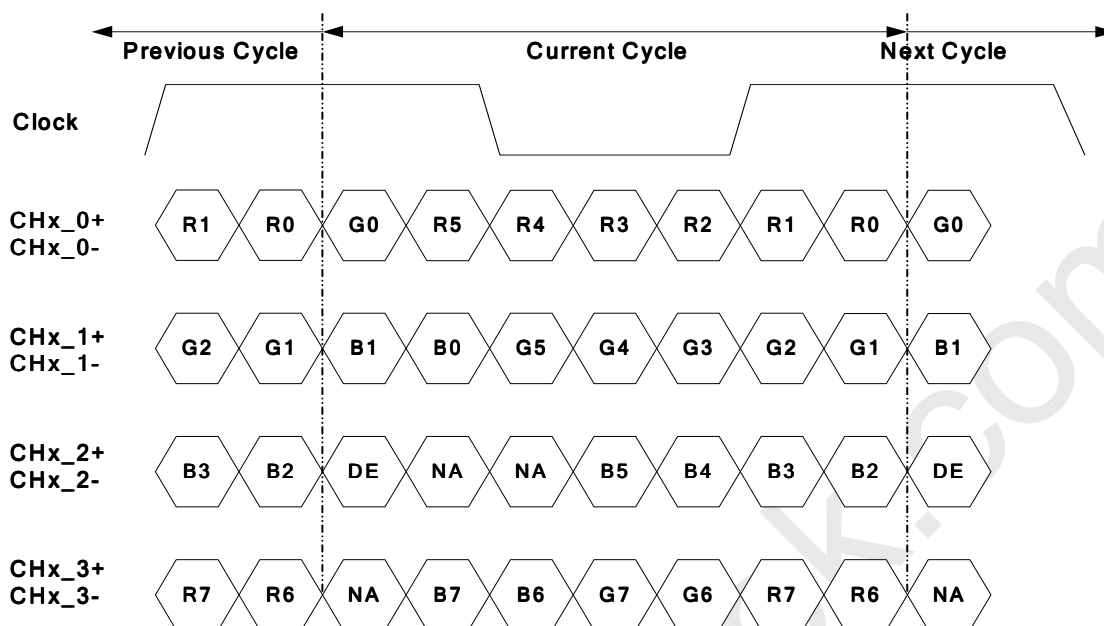 Previous Cycle Current Cycle Next Cycle
Clock
CHx_0+
CHx_0-
R1 R0 G0 R5 R4 R3 R2 R1 R0 G0
CHx_1+
CHx_1-
G2 G1 B1 B0 G5 G4 G3 G2 G1 B1
CHx_2+
CHx_2-
B3 B2 DE NA NA B5 B4 B3 B2 DE
CHx_3+
CHx_3-
R7 R6 NA B7 B6 G7 G6 R7 R6 NA
k.com